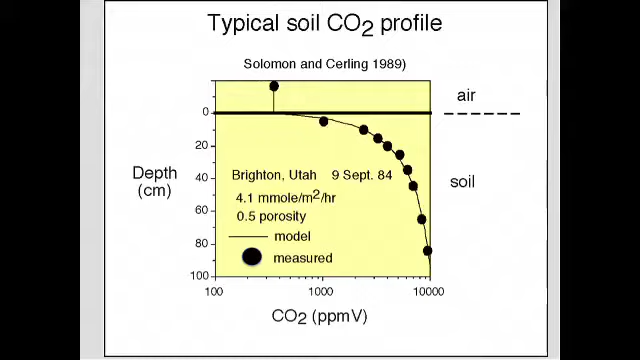 Typical soil CO2 profile
Solomon and Cerling 1989)
air
0
20
Depth
(cm)
40
60
80
100
Brighton, Utah 9 Sept. 84
4.1 mmole/m2/hr
0.5 porosity
model
measured
soil
100
1000
10000
CO2 (ppmV)